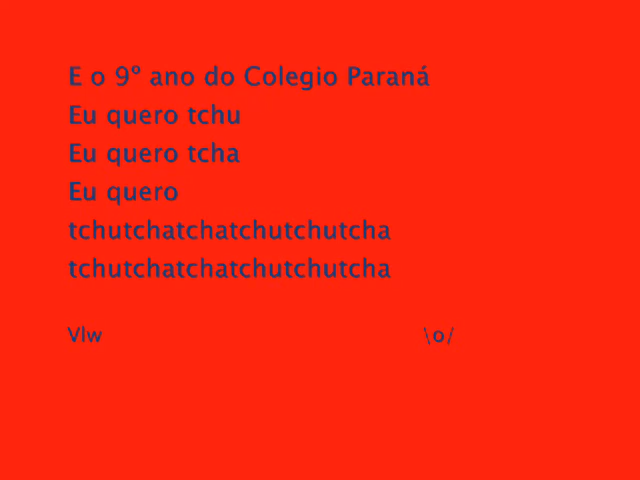 E o 9º ano do Colegio Paraná
Eu quero tchu
Eu quero tcha
Eu quero
tchutchatchatchutchutcha
tchutchatchatchutchutcha
Vlw \o/